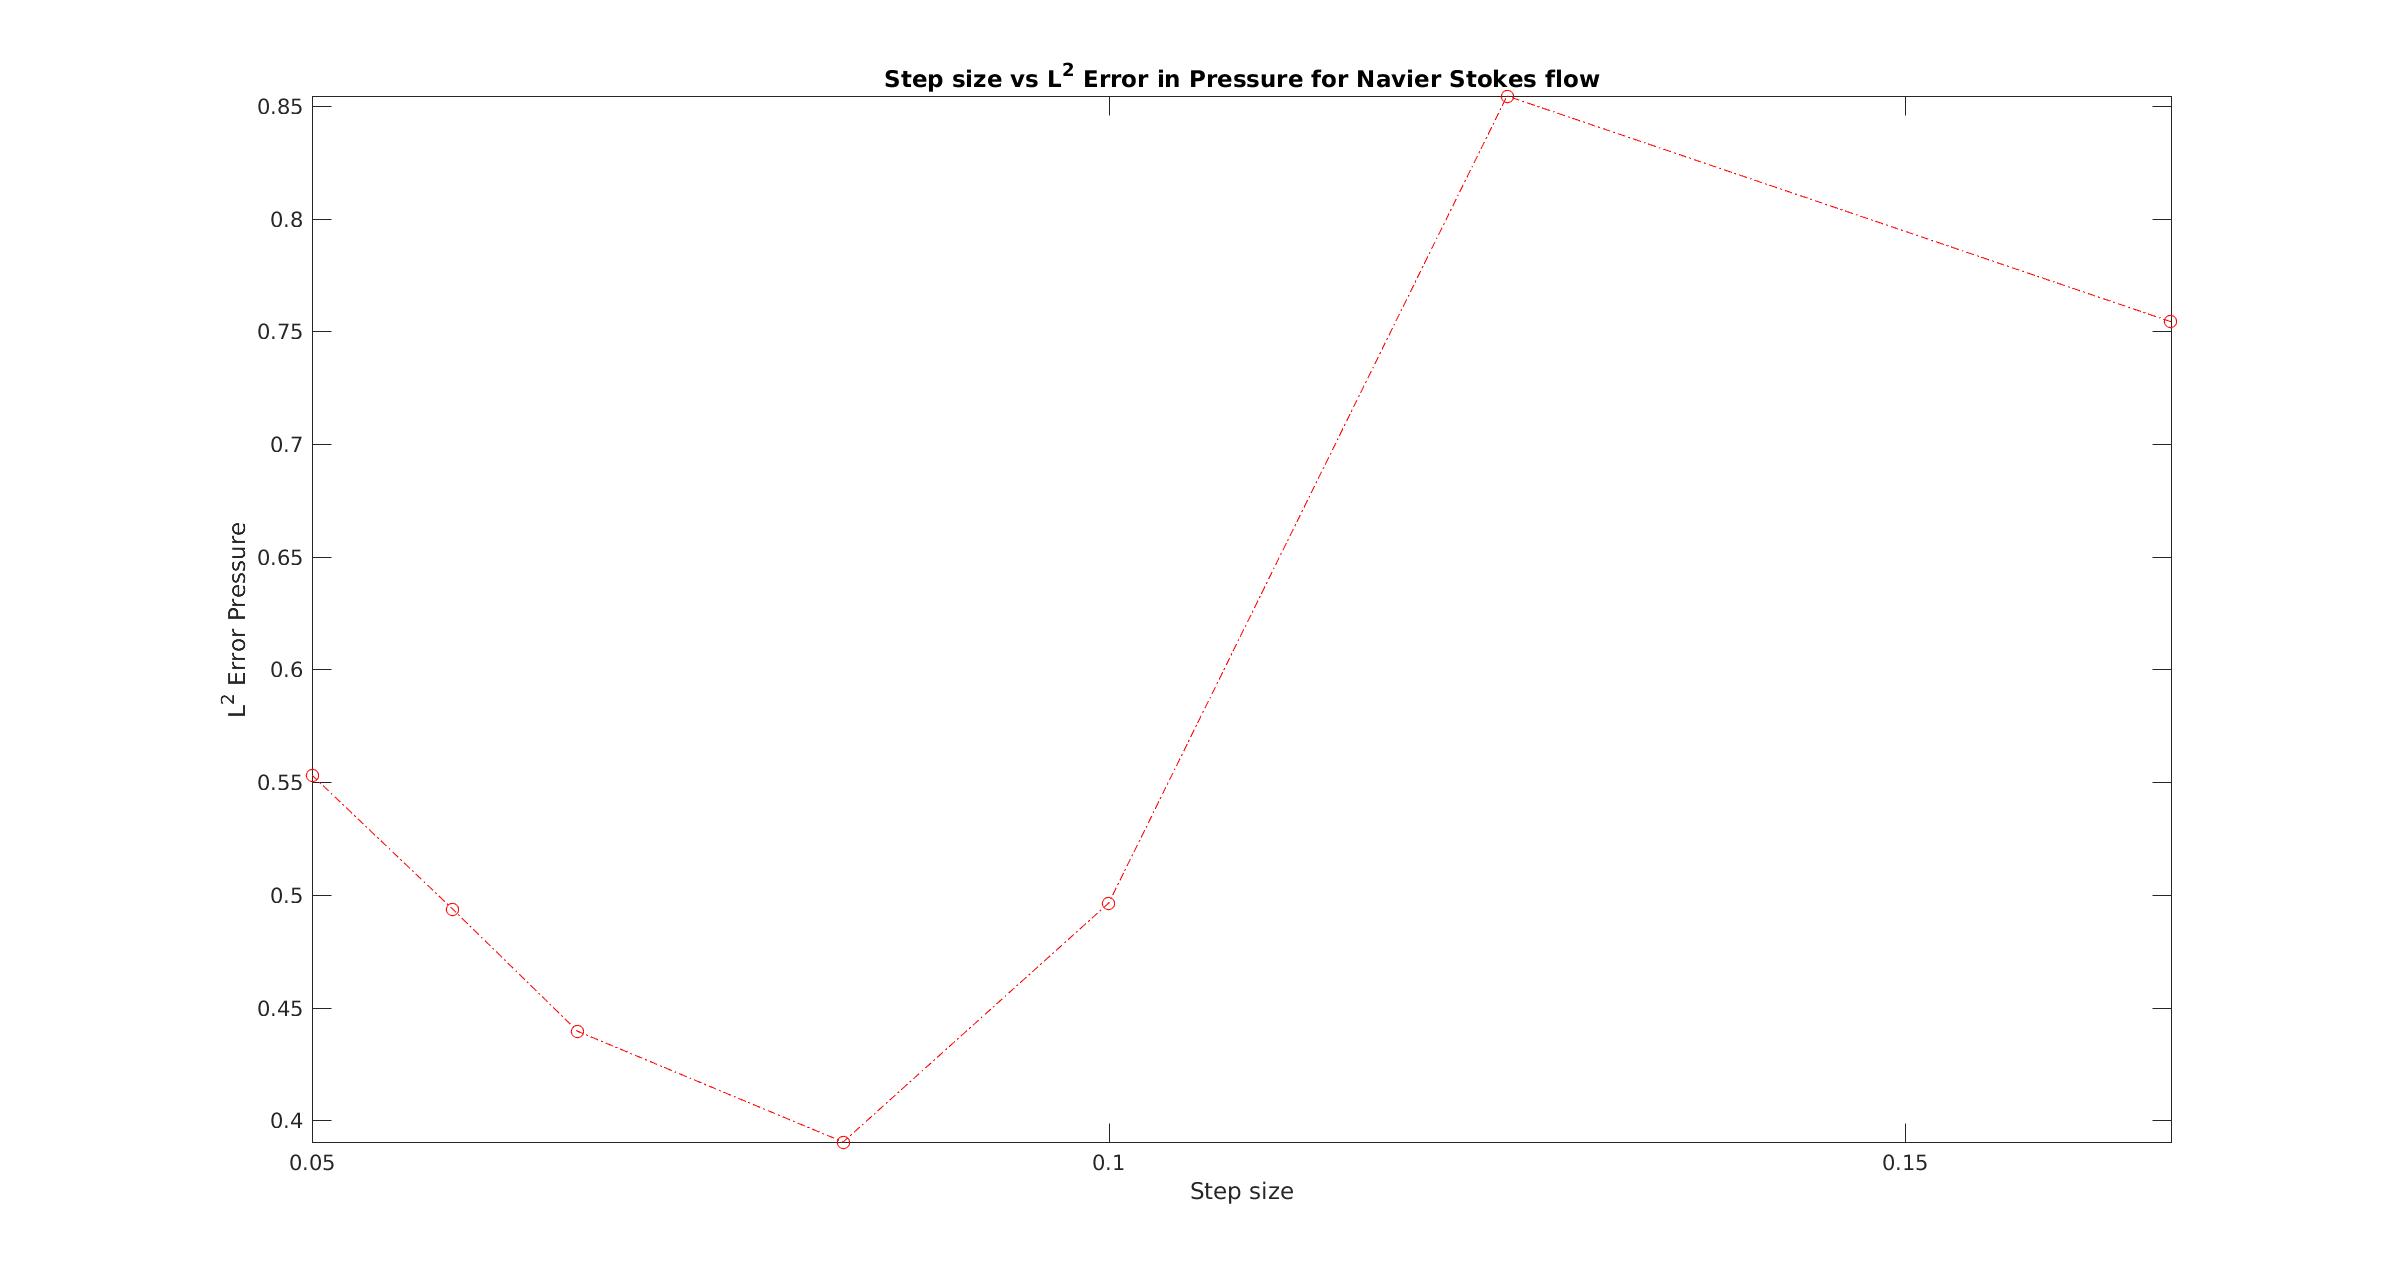 Step size vs L² Error in Pressure for Navier Stokes flow
0.85
0.8
0.75
0.7
0.65
0.6
0.55
0.5
0.45
0.4
L² Error Pressure
0.05 0.1 0.15
Step size